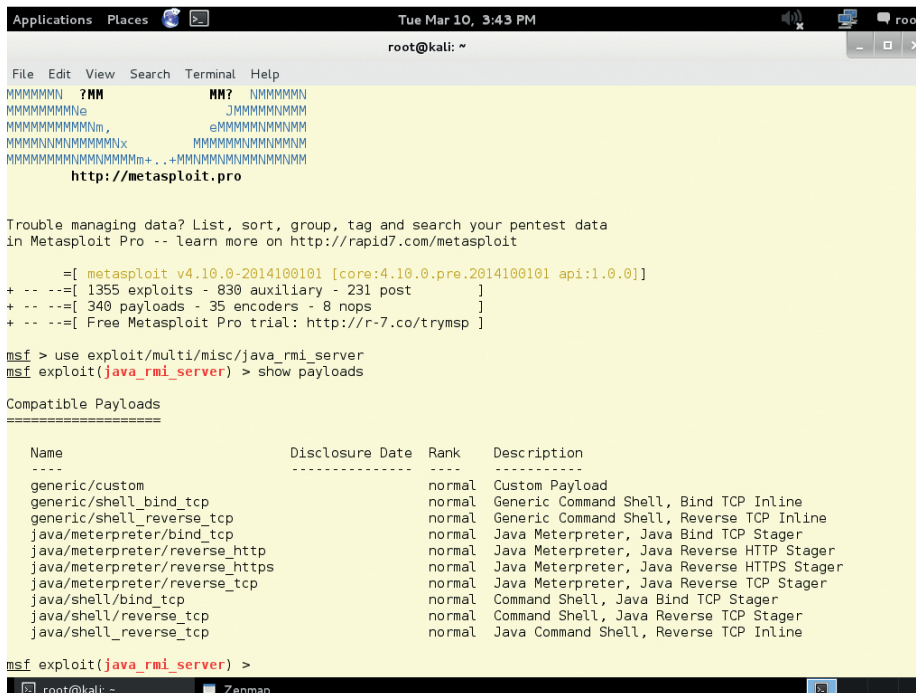 Applications Places
Tue Mar 10, 3:43 PM
roo
root@kali: ~
File Edit View Search Terminal Help
MMMMMMN ?MM MM? NMMMMMN
MMMMMMMMNe JMMMMMNMMM
MMMMMMMMMMNm, eMMMMMNMMNMM
MMMMNNMNMMMMMNx MMMMMMNMMNMMNM
MMMMMMMMNMMNMMMMm+..+MMNMMNMNMMNMMNMM
http://metasploit.pro
Trouble managing data? List, sort, group, tag and search your pentest data
in Metasploit Pro -- learn more on http://rapid7.com/metasploit
=[ metasploit v4.10.0-2014100101 [core:4.10.0.pre.2014100101 api:1.0.0]]
+ -- --=[ 1355 exploits - 830 auxiliary - 231 post ]
+ -- --=[ 340 payloads - 35 encoders - 8 nops ]
+ -- --=[ Free Metasploit Pro trial: http://r-7.co/trymsp ]
msf > use exploit/multi/misc/java_rmi_server
msf exploit(java_rmi_server) > show payloads
Compatible Payloads
===================
Name Disclosure Date Rank Description
---- --------------- ---- -----------
generic/custom normal Custom Payload
generic/shell_bind_tcp normal Generic Command Shell, Bind TCP Inline
generic/shell_reverse_tcp normal Generic Command Shell, Reverse TCP Inline
java/meterpreter/bind_tcp normal Java Meterpreter, Java Bind TCP Stager
java/meterpreter/reverse_http normal Java Meterpreter, Java Reverse HTTP Stager
java/meterpreter/reverse_https normal Java Meterpreter, Java Reverse HTTPS Stager
java/meterpreter/reverse_tcp normal Java Meterpreter, Java Reverse TCP Stager
java/shell/bind_tcp normal Command Shell, Java Bind TCP Stager
java/shell/reverse_tcp normal Command Shell, Java Reverse TCP Stager
java/shell_reverse_tcp normal Java Command Shell, Reverse TCP Inline
msf exploit(java_rmi_server) >
root@kali: ~ Zenmap